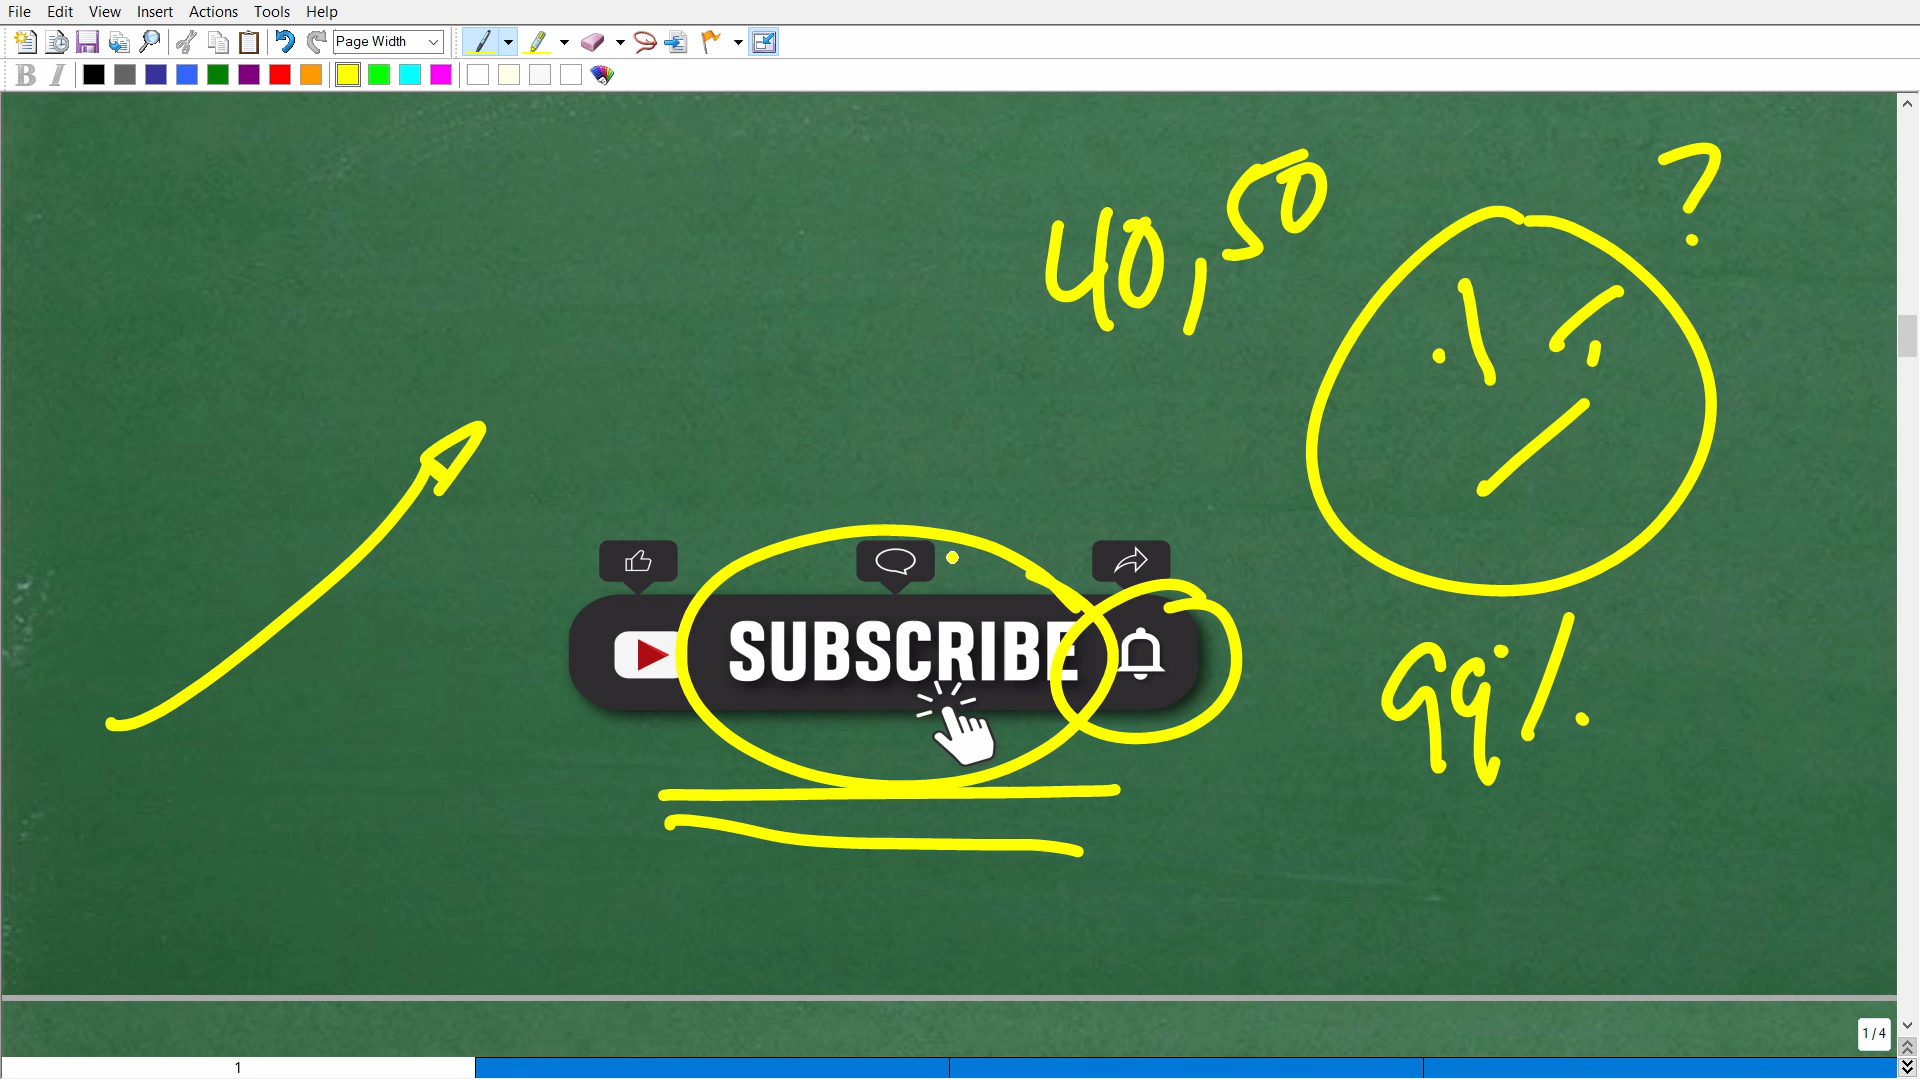 File Edit View Insert Actions Tools Help
Page Width
B I
40, 50
?
SUBSCRIBE
99%
1 / 4
1